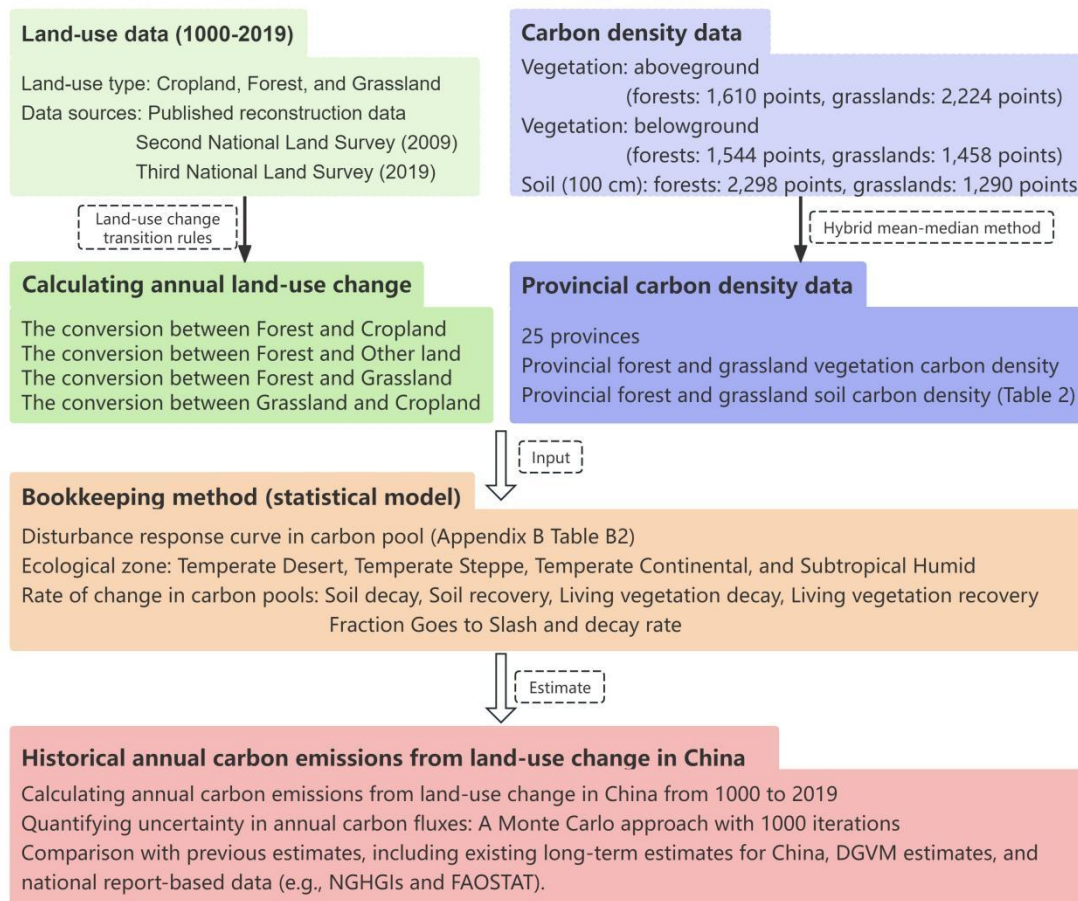 Land-use data (1000-2019)
Land-use type: Cropland, Forest, and Grassland
Data sources: Published reconstruction data
Second National Land Survey (2009)
Third National Land Survey (2019)
Carbon density data
Vegetation: aboveground
(forests: 1,610 points, grasslands: 2,224 points)
Vegetation: belowground
(forests: 1,544 points, grasslands: 1,458 points)
Soil (100 cm): forests: 2,298 points, grasslands: 1,290 points
Land-use change
transition rules
Hybrid mean-median method
Calculating annual land-use change
The conversion between Forest and Cropland
The conversion between Forest and Other land
The conversion between Forest and Grassland
The conversion between Grassland and Cropland
Provincial carbon density data
25 provinces
Provincial forest and grassland vegetation carbon density
Provincial forest and grassland soil carbon density (Table 2)
Input
Bookkeeping method (statistical model)
Disturbance response curve in carbon pool (Appendix B Table B2)
Ecological zone: Temperate Desert, Temperate Steppe, Temperate Continental, and Subtropical Humid
Rate of change in carbon pools: Soil decay, Soil recovery, Living vegetation decay, Living vegetation recovery
Fraction Goes to Slash and decay rate
Estimate
Historical annual carbon emissions from land-use change in China
Calculating annual carbon emissions from land-use change in China from 1000 to 2019
Quantifying uncertainty in annual carbon fluxes: A Monte Carlo approach with 1000 iterations
Comparison with previous estimates, including existing long-term estimates for China, DGVM estimates, and
national report-based data (e.g., NGHGIs and FAOSTAT).